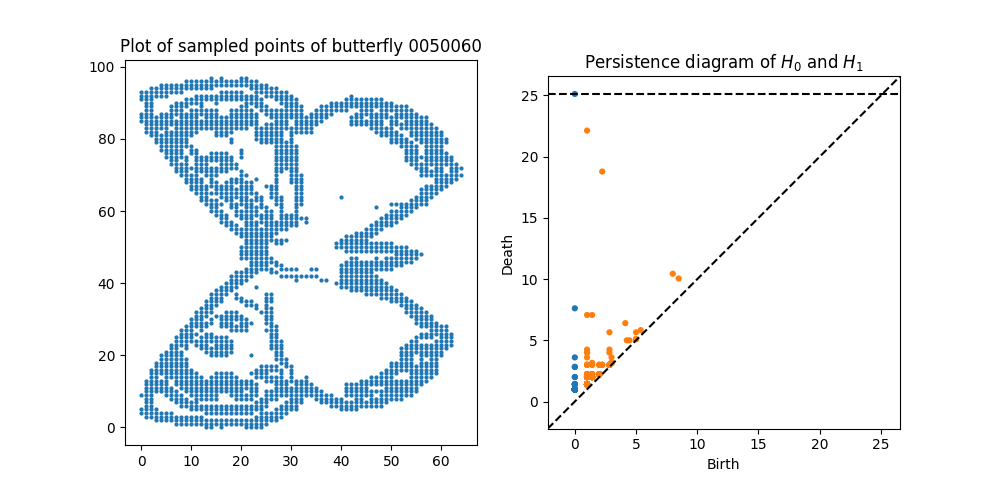 Plot of sampled points of butterfly 0050060
100
80
60
40
20
0
0 10 20 30 40 50 60
Persistence diagram of H₀ and H₁
25
20
15
10
5
0
Death
0 5 10 15 20 25
Birth